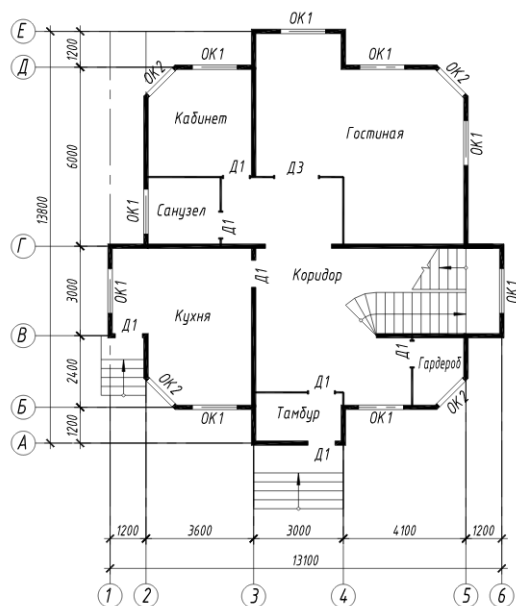 ОК1
Е
1200
Д
ОК2
ОК1
ОК1
ОК2
Кабинет
Гостиная
ОК1
6000
Д1
Д3
13800
Санузел
ОК1
Д1
Г
Д1
Коридор
3000
ОК1
Кухня
ОК1
В
Д1
Д1
Гардероб
2400
ОК2
Д1
ОК2
Б
ОК1
Тамбур
ОК1
1200
А
Д1
1200
3600
3000
4100
1200
13100
1
2
3
4
5
6